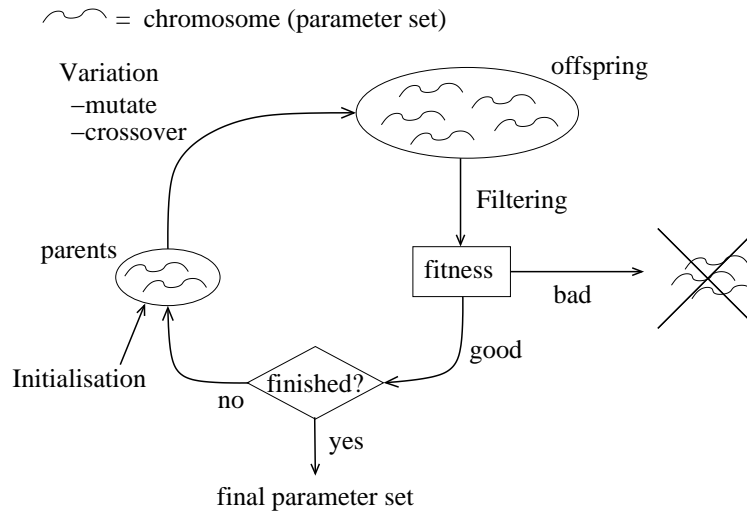 = chromosome (parameter set)
Variation
–mutate
–crossover
offspring
Filtering
parents
fitness
bad
good
Initialisation
finished?
no
yes
final parameter set